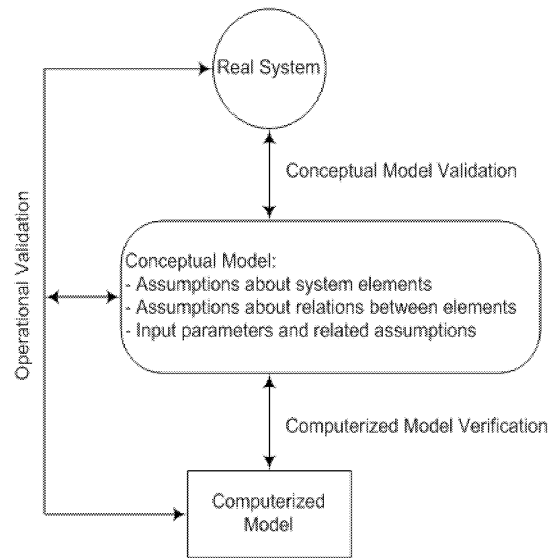 Real System
Conceptual Model Validation
Operational Validation
Conceptual Model:
- Assumptions about system elements
- Assumptions about relations between elements
- Input parameters and related assumptions
Computerized Model Verification
Computerized
Model